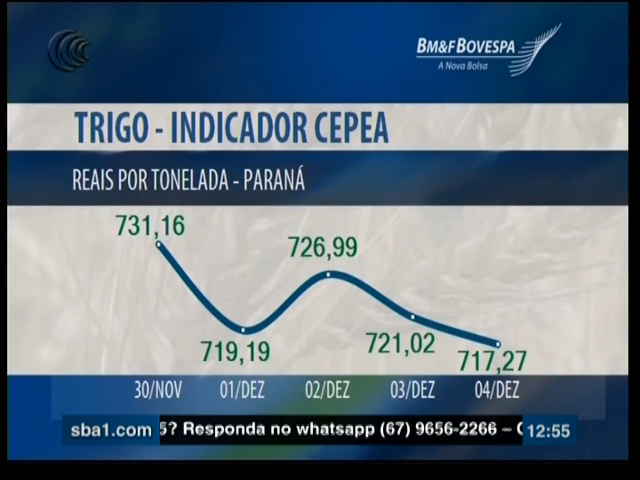 BM&FBOVESPA
A Nova Bolsa
TRIGO - INDICADOR CEPEA
REAIS POR TONELADA - PARANÁ
731,16
726,99
719,19
721,02
717,27
30/NOV 01/DEZ 02/DEZ 03/DEZ 04/DEZ
sba1.com 5? Responda no whatsapp (67) 9656-2266 – 12:55